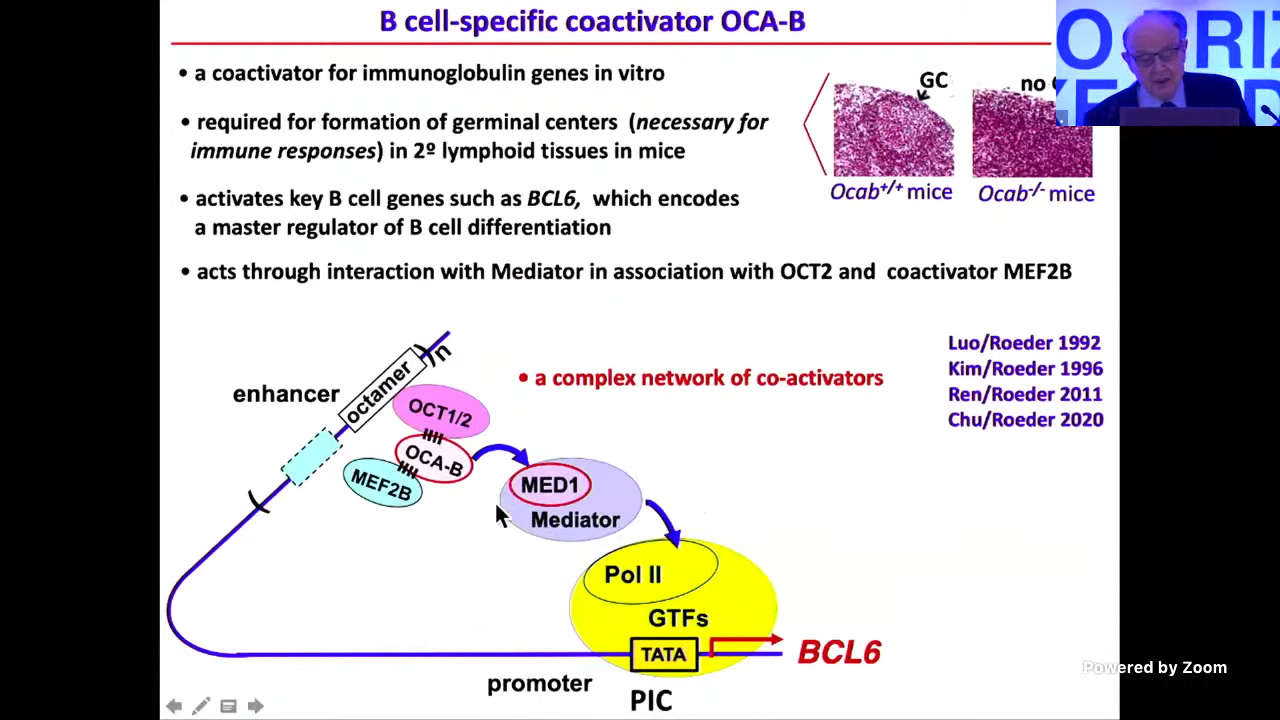 B cell-specific coactivator OCA-B
O PRIZ
KE
D
• a coactivator for immunoglobulin genes in vitro
GC
no
• required for formation of germinal centers (necessary for
immune responses) in 2º lymphoid tissues in mice
Ocab+/+ mice
Ocab-/- mice
• activates key B cell genes such as BCL6, which encodes
a master regulator of B cell differentiation
• acts through interaction with Mediator in association with OCT2 and coactivator MEF2B
Luo/Roeder 1992
Kim/Roeder 1996
Ren/Roeder 2011
Chu/Roeder 2020
• a complex network of co-activators
)n
enhancer
octamer
OCT1/2
OCA-B
MEF2B
(
MED1
Mediator
Pol II
GTFs
TATA
BCL6
promoter
PIC
Powered by Zoom